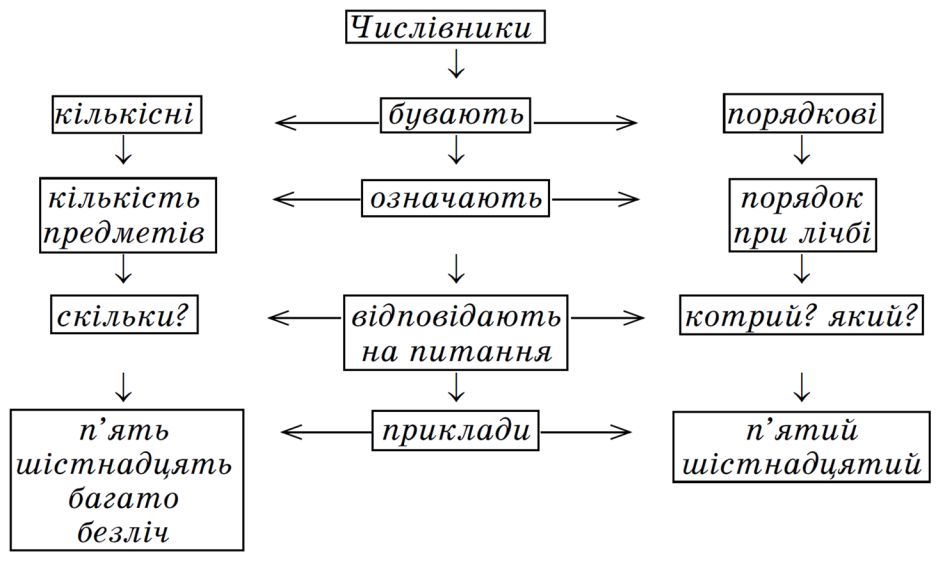 Числівники
кількісні
бувають
порядкові
кількість
предметів
означають
порядок
при лічбі
скільки?
відповідають
на питання
котрий? який?
п’ять
шістнадцять
багато
безліч
приклади
п’ятий
шістнадцятий